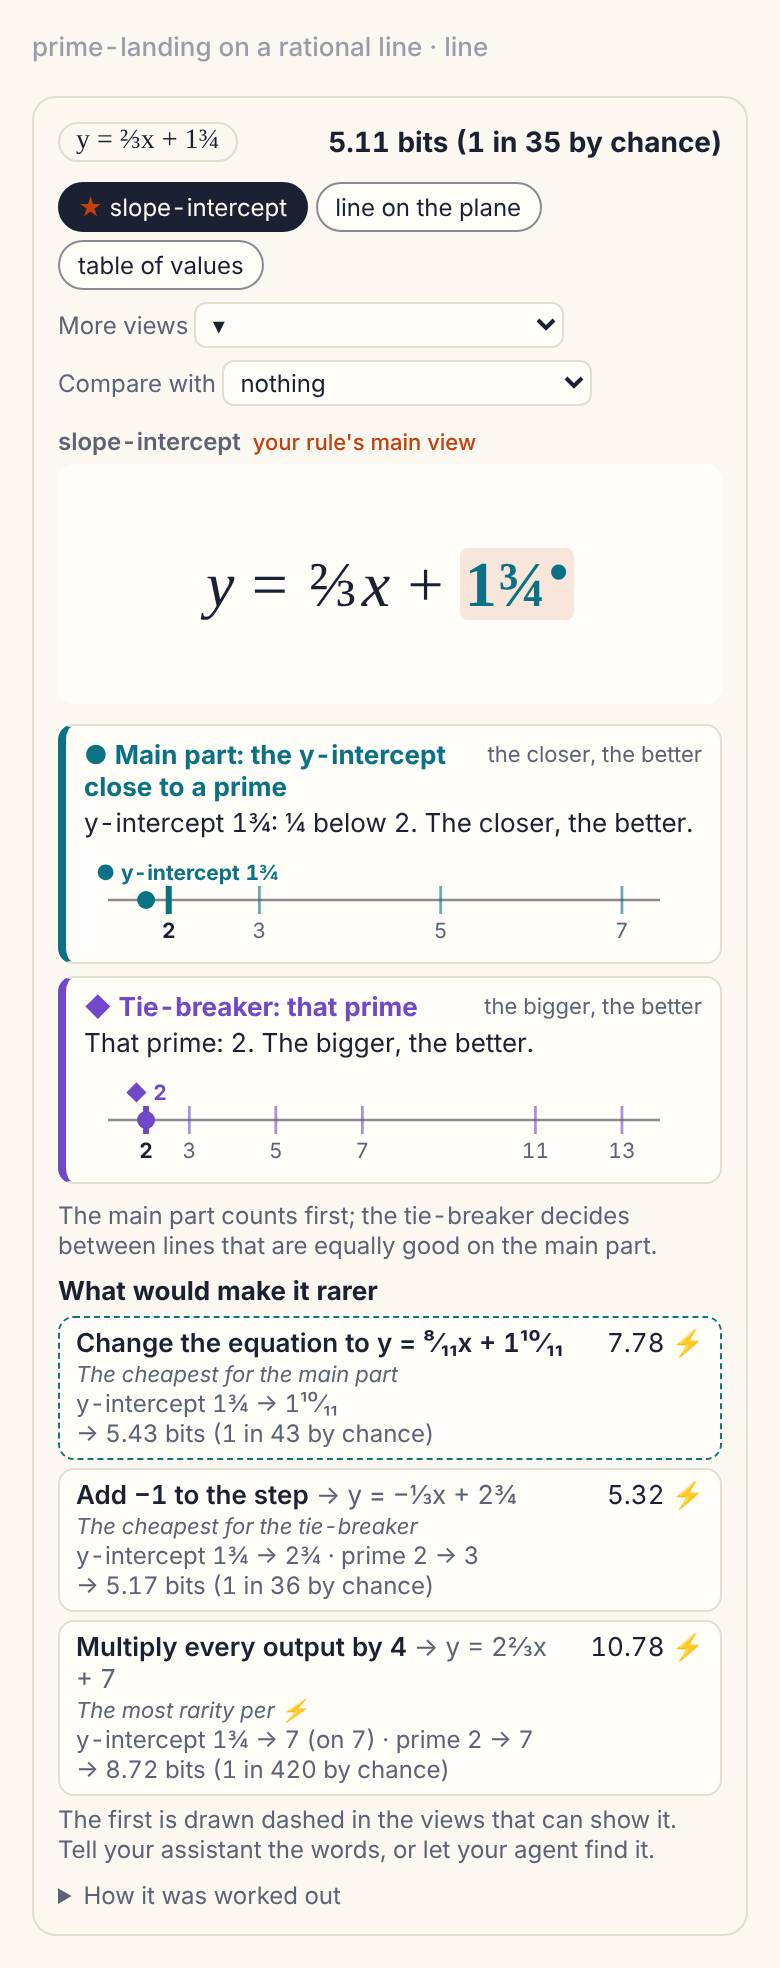 prime-landing on a rational line · line
y = ⅔x + 1¾
5.11 bits (1 in 35 by chance)
★ slope-intercept
line on the plane
table of values
More views ▼
Compare with nothing
slope-intercept your rule's main view
y = ⅔x + 1¾●
● Main part: the y-intercept close to a prime
the closer, the better
y-intercept 1¾: ¼ below 2. The closer, the better.
● y-intercept 1¾
2 3 5 7
◆ Tie-breaker: that prime
the bigger, the better
That prime: 2. The bigger, the better.
◆ 2
2 3 5 7 11 13
The main part counts first; the tie-breaker decides
between lines that are equally good on the main part.
What would make it rarer
Change the equation to y = ⁸⁄₁₁x + 1¹⁰⁄₁₁ 7.78 ⚡
The cheapest for the main part
y-intercept 1¾ → 1¹⁰⁄₁₁
→ 5.43 bits (1 in 43 by chance)
Add −1 to the step → y = −⅓x + 2¾ 5.32 ⚡
The cheapest for the tie-breaker
y-intercept 1¾ → 2¾ · prime 2 → 3
→ 5.17 bits (1 in 36 by chance)
Multiply every output by 4 → y = 2⅔x + 7 10.78 ⚡
The most rarity per ⚡
y-intercept 1¾ → 7 (on 7) · prime 2 → 7
→ 8.72 bits (1 in 420 by chance)
The first is drawn dashed in the views that can show it.
Tell your assistant the words, or let your agent find it.
▶ How it was worked out